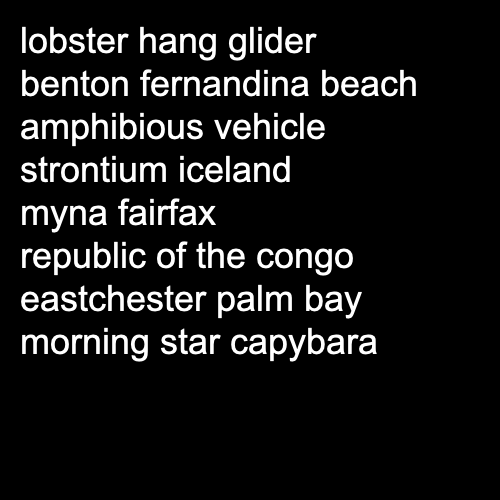 lobster hang glider
benton fernandina beach
amphibious vehicle
strontium iceland
myna fairfax
republic of the congo
eastchester palm bay
morning star capybara